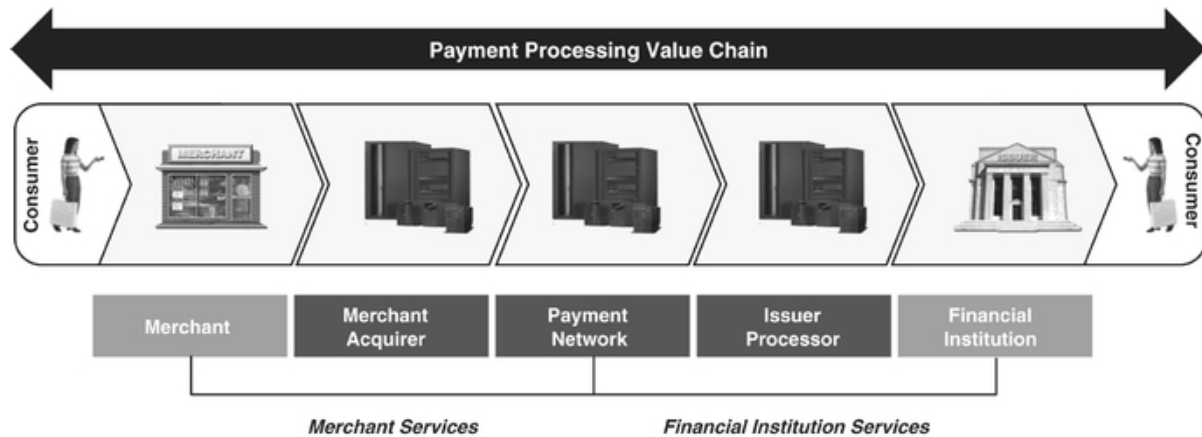 Payment Processing Value Chain
Consumer
MERCHANT
ISSUER
Consumer
Merchant
Merchant
Acquirer
Payment
Network
Issuer
Processor
Financial
Institution
Merchant Services
Financial Institution Services